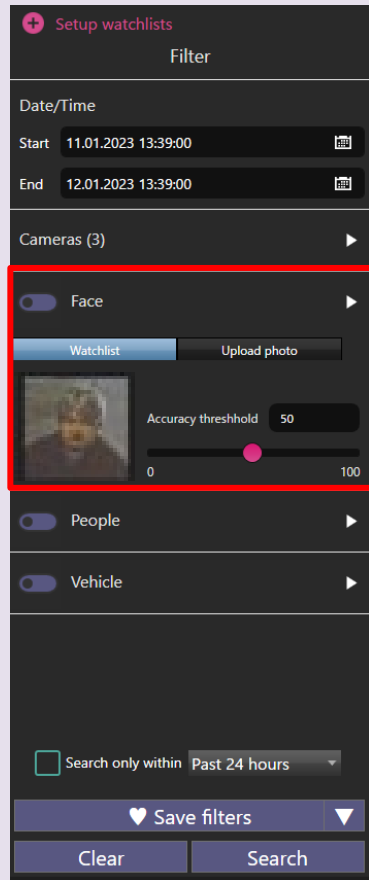 Setup watchlists
Filter
Date/Time
Start 11.01.2023 13:39:00
End 12.01.2023 13:39:00
Cameras (3)
Face
Watchlist Upload photo
Accuracy threshhold 50
0 100
People
Vehicle
Search only within Past 24 hours
Save filters
Clear Search